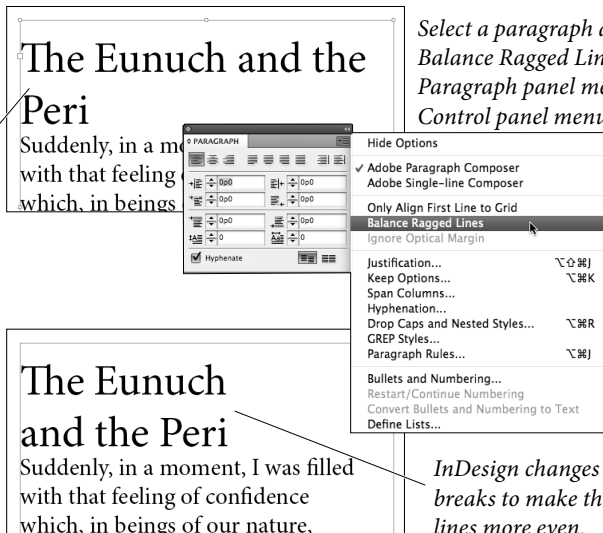 The Eunuch and the
Peri
Suddenly, in a mo
with that feeling
which, in beings
Select a paragraph a
Balance Ragged Lin
Paragraph panel me
Control panel menu
PARAGRAPH
0p0 0p0
0p0 0p0
0p0 0p0
0 0
Hyphenate
Hide Options
✓ Adobe Paragraph Composer
Adobe Single-line Composer
Only Align First Line to Grid
Balance Ragged Lines
Ignore Optical Margin
Justification... ⌥⇧⌘J
Keep Options... ⌥⌘K
Span Columns...
Hyphenation...
Drop Caps and Nested Styles... ⌥⌘R
GREP Styles...
Paragraph Rules... ⌥⌘J
Bullets and Numbering...
Restart/Continue Numbering
Convert Bullets and Numbering to Text
Define Lists...
The Eunuch
and the Peri
Suddenly, in a moment, I was filled
with that feeling of confidence
which, in beings of our nature,
InDesign changes
breaks to make th
lines more even.